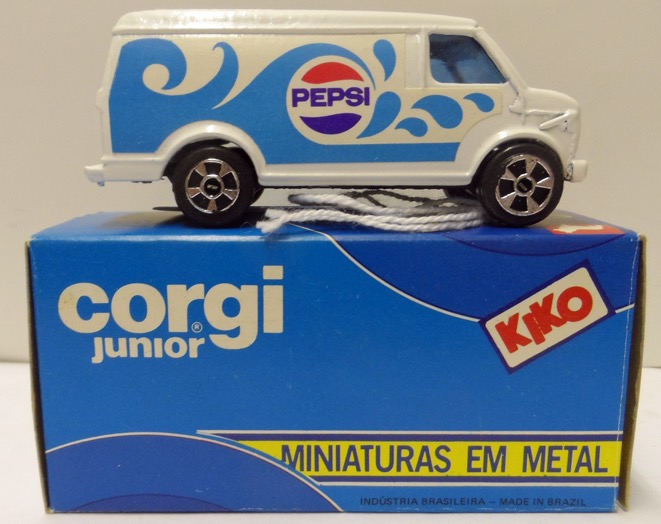 PEPSI
corgi®
junior
KIKO
MINIATURAS EM METAL
INDÚSTRIA BRASILEIRA – MADE IN BRAZIL